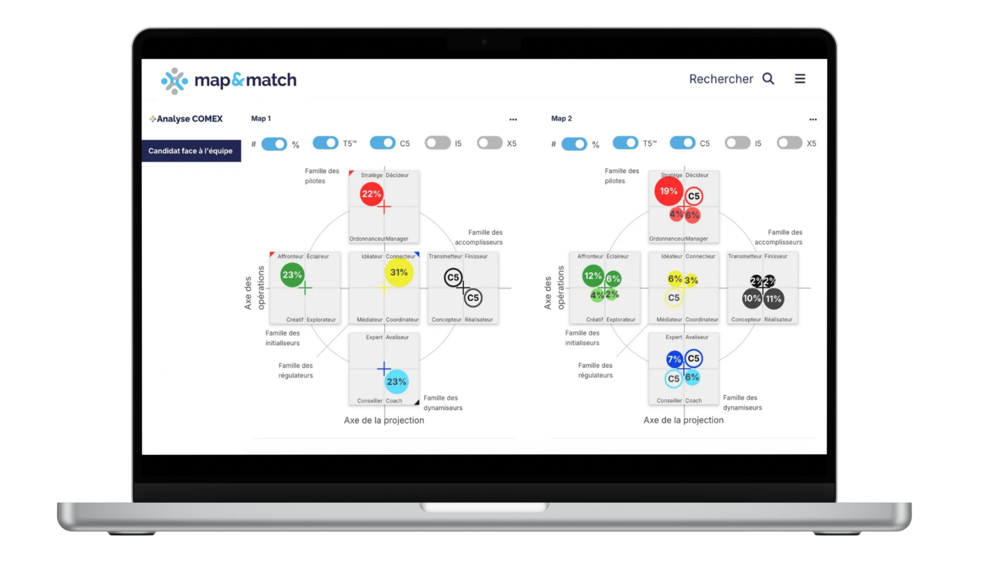 map&match
Rechercher
Analyse COMEX
Candidat face à l'équipe
Map 1
# % T5™ C5 I5 X5
Famille des
pilotes
Stratège Décideur
22%
Ordonnanceur Manager
Famille des
accomplisseurs
Axe des
opérations
Affronteur Éclaireur
23%
Créatif Explorateur
Idéateur Connecteur
31%
Médiateur Coordinateur
Transmetteur Finisseur
C5
C5
Concepteur Réalisateur
Famille des
initialiseurs
Famille des
régulateurs
Expert Avaliseur
23%
Conseiller Coach
Famille des
dynamiseurs
Axe de la projection
Map 2
# % T5™ C5 I5 X5
Famille des
pilotes
Stratège Décideur
19% C5
4% 6%
Ordonnanceur Manager
Famille des
accomplisseurs
Axe des
opérations
Affronteur Éclaireur
12% 6%
4% 2%
Créatif Explorateur
Idéateur Connecteur
6% 3%
C5
Médiateur Coordinateur
Transmetteur Finisseur
2% 2%
10% 11%
Concepteur Réalisateur
Famille des
initialiseurs
Famille des
régulateurs
Expert Avaliseur
7% C5
C5 6%
Conseiller Coach
Famille des
dynamiseurs
Axe de la projection